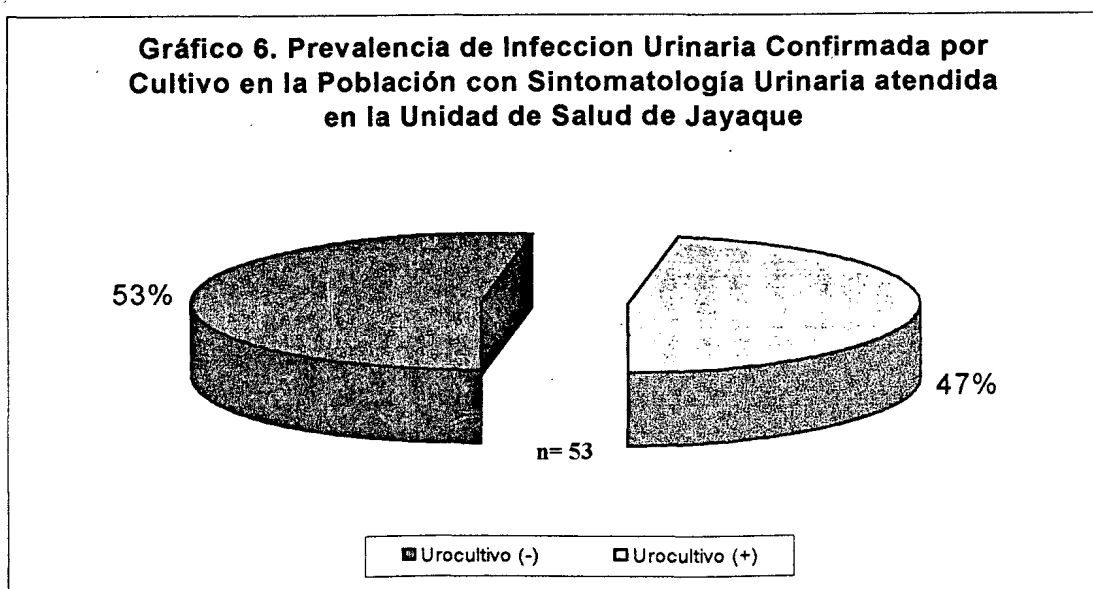 Gráfico 6. Prevalencia de Infeccion Urinaria Confirmada por
Cultivo en la Población con Sintomatología Urinaria atendida
en la Unidad de Salud de Jayaque
53%
47%
n= 53
Urocultivo (-) Urocultivo (+)